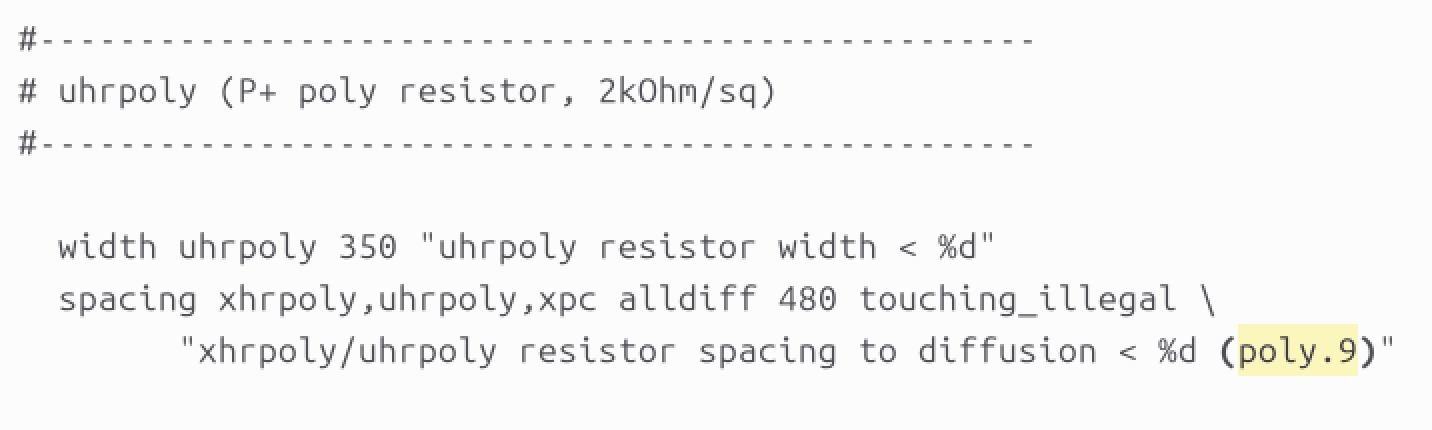 #--------------------------------------------------
# uhrpoly (P+ poly resistor, 2kOhm/sq)
#--------------------------------------------------
width uhrpoly 350 "uhrpoly resistor width < %d"
spacing xhrpoly,uhrpoly,xpc alldiff 480 touching_illegal \
"xhrpoly/uhrpoly resistor spacing to diffusion < %d (poly.9)"